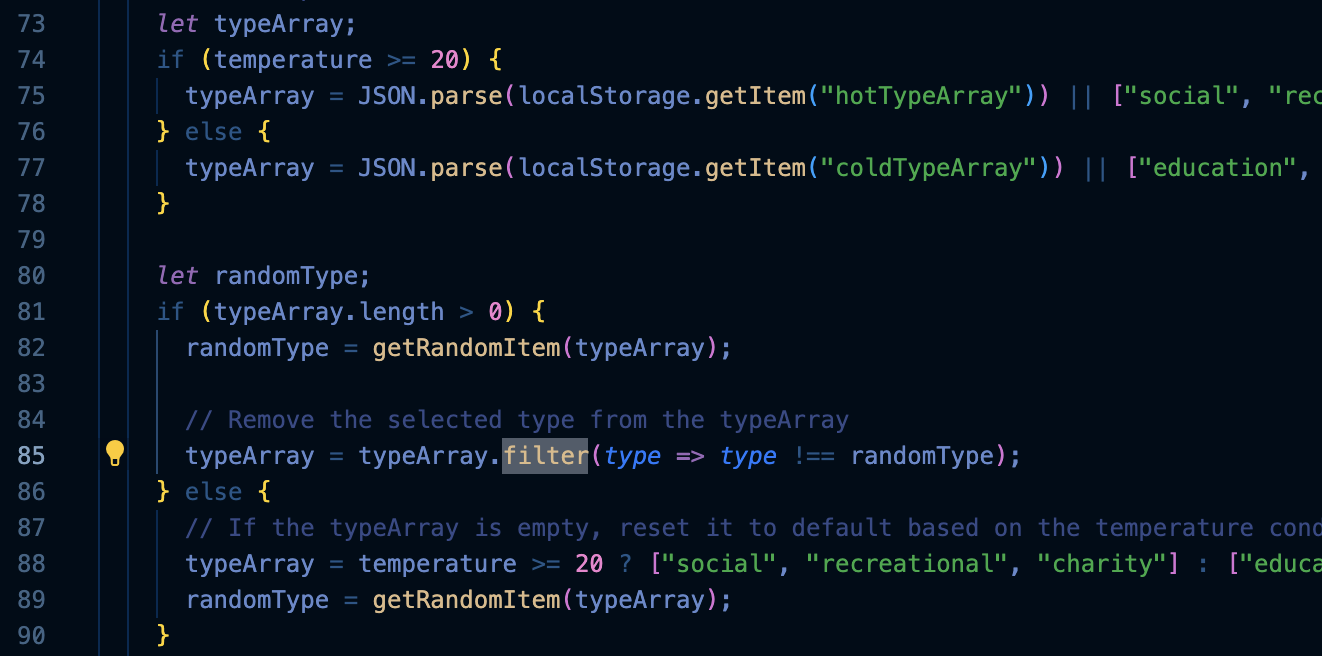 73 let typeArray;
74 if (temperature >= 20) {
75 typeArray = JSON.parse(localStorage.getItem("hotTypeArray")) || ["social", "rec
76 } else {
77 typeArray = JSON.parse(localStorage.getItem("coldTypeArray")) || ["education",
78 }
79
80 let randomType;
81 if (typeArray.length > 0) {
82 randomType = getRandomItem(typeArray);
83
84 // Remove the selected type from the typeArray
85 typeArray = typeArray.filter(type => type !== randomType);
86 } else {
87 // If the typeArray is empty, reset it to default based on the temperature cond
88 typeArray = temperature >= 20 ? ["social", "recreational", "charity"] : ["educa
89 randomType = getRandomItem(typeArray);
90 }